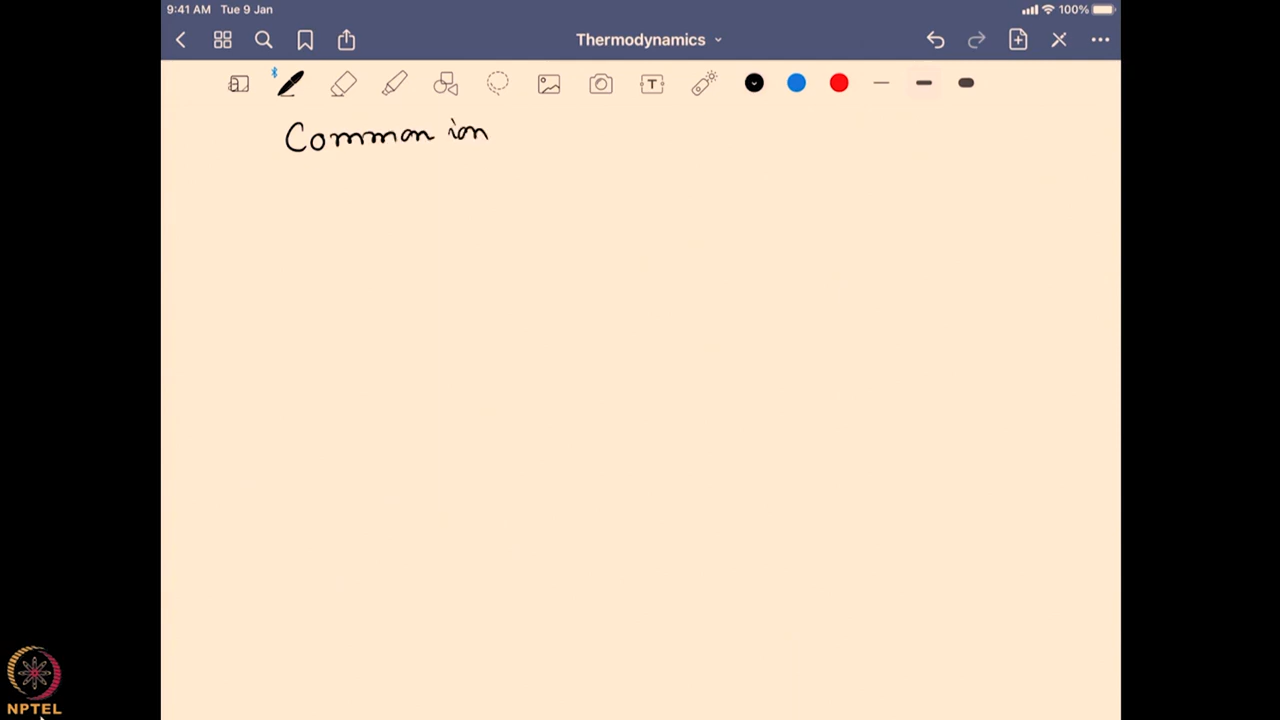 9:41 AM Tue 9 Jan 100%
Thermodynamics
T
Common ion
NPTEL